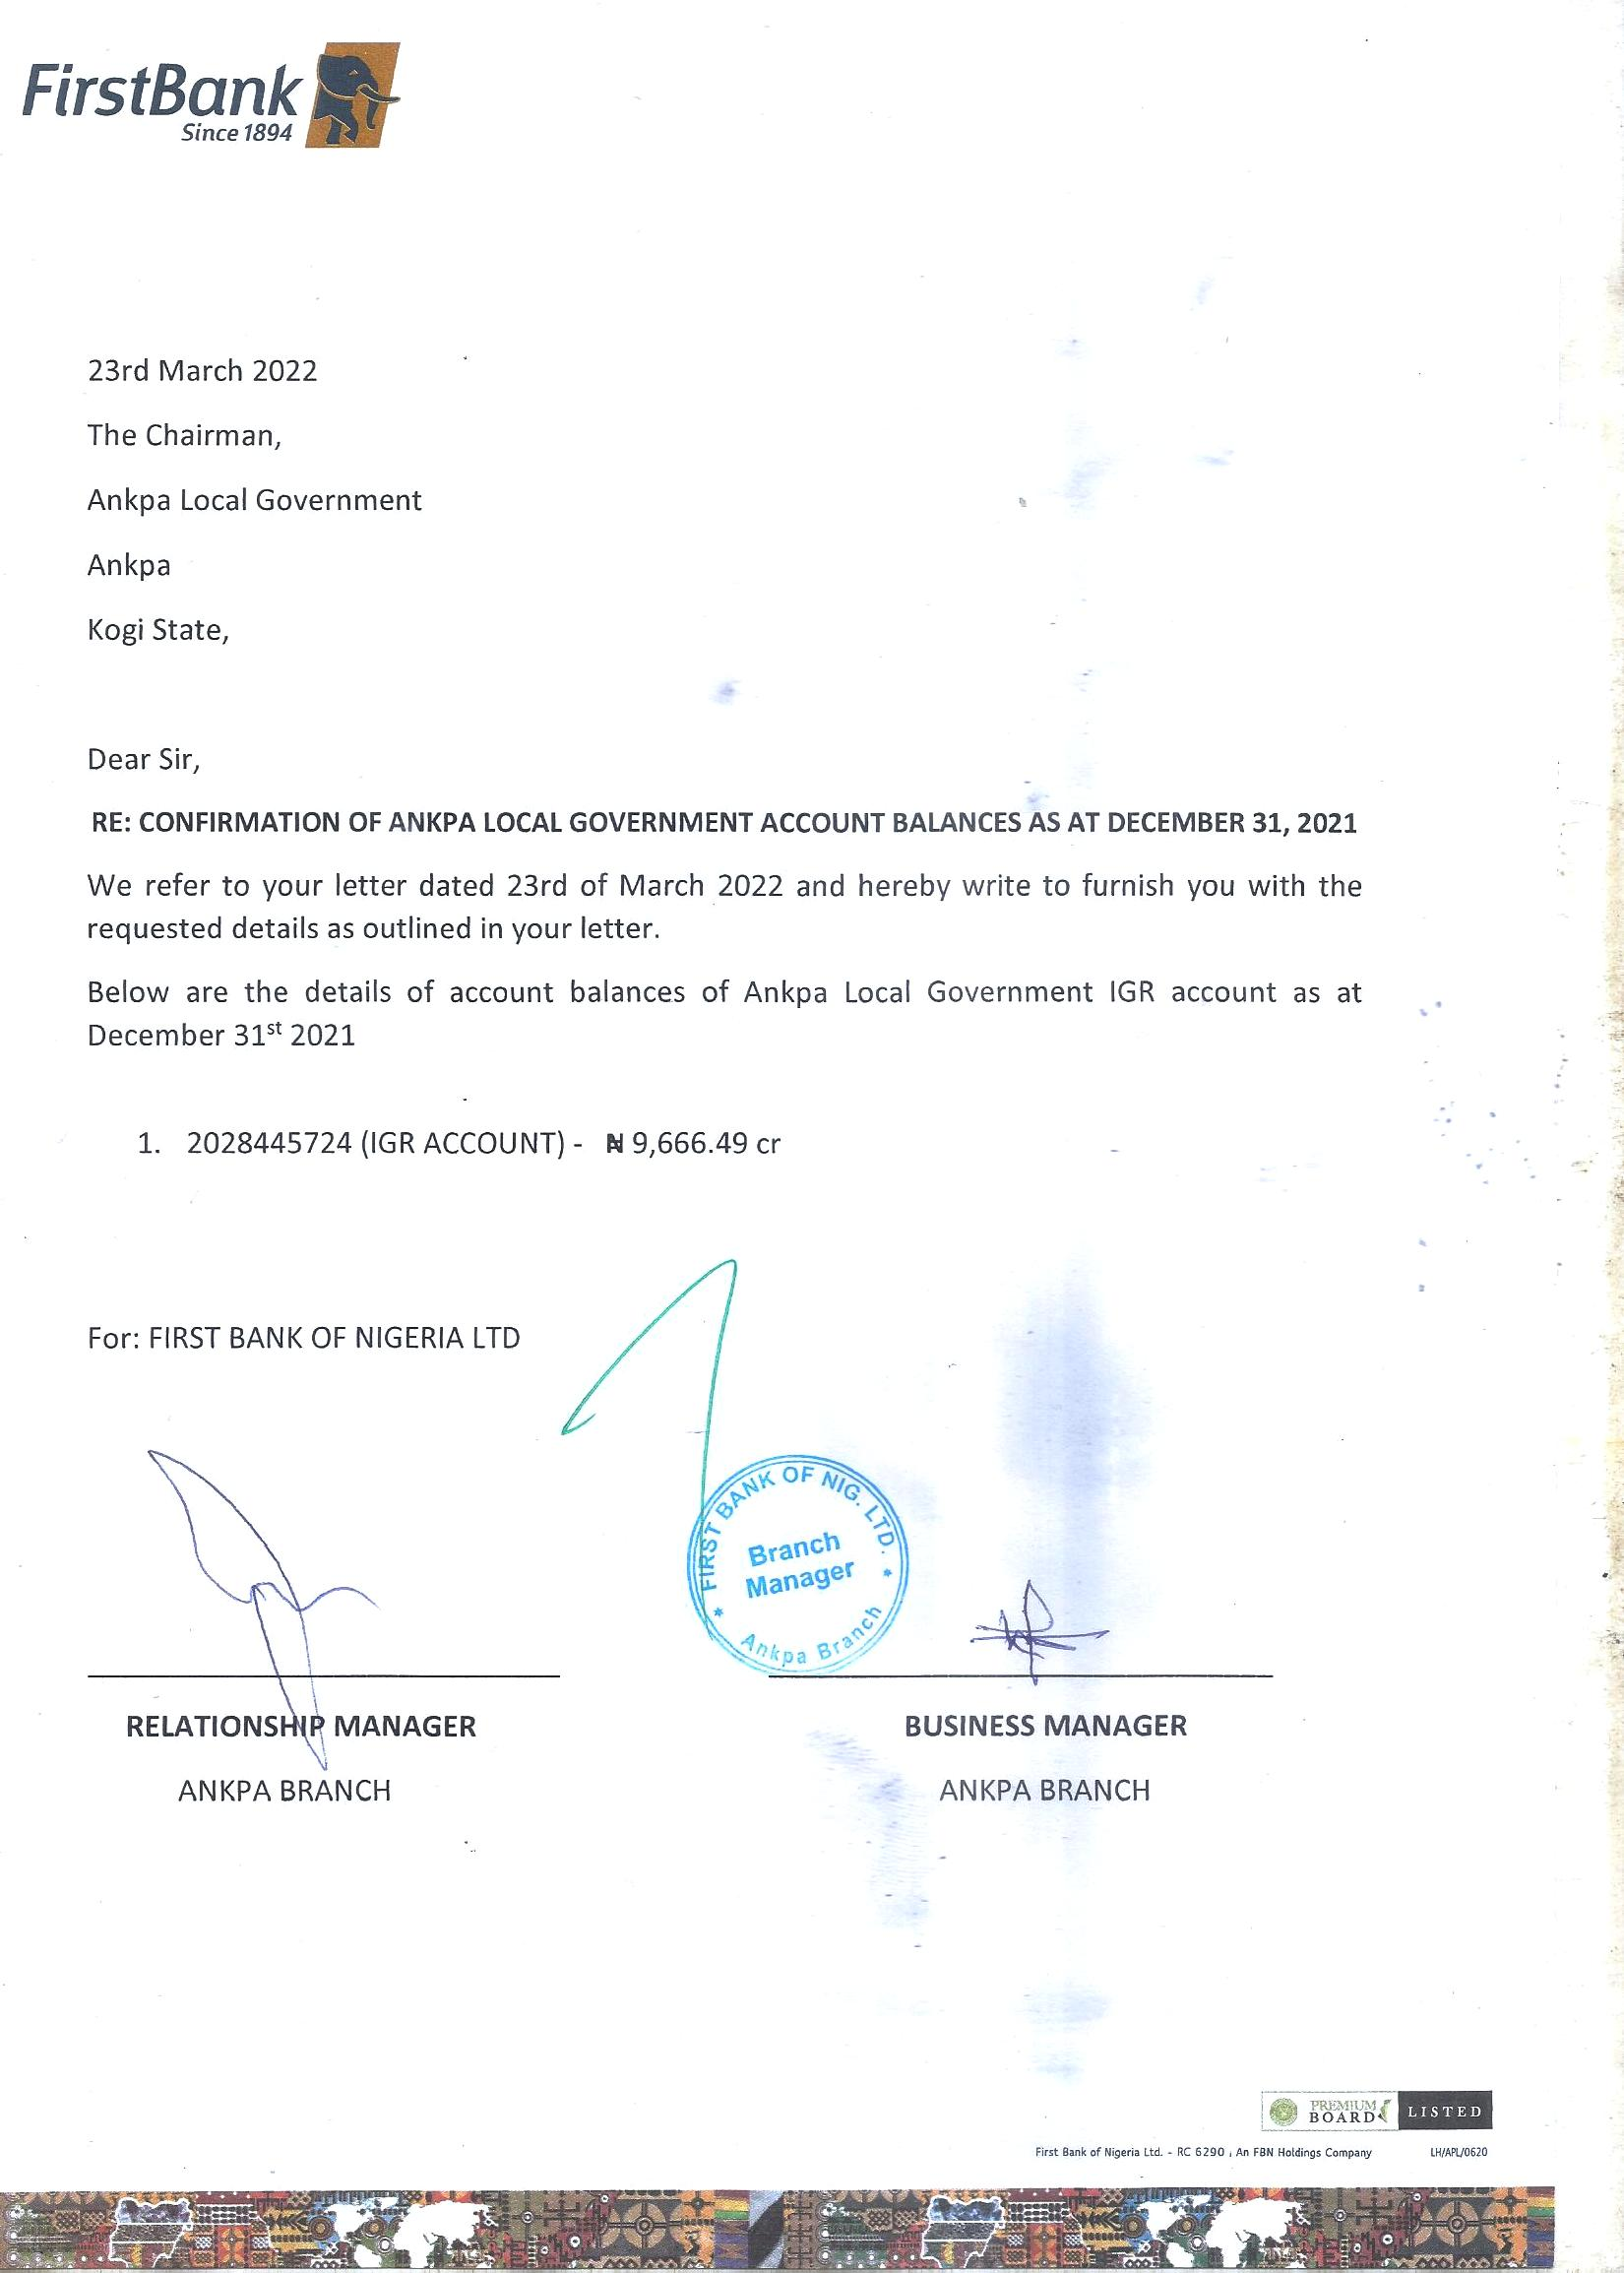 FirstBank
Since 1894
23rd March 2022
The Chairman,
Ankpa Local Government
Ankpa
Kogi State,
Dear Sir,
RE: CONFIRMATION OF ANKPA LOCAL GOVERNMENT ACCOUNT BALANCES AS AT DECEMBER 31, 2021
We refer to your letter dated 23rd of March 2022 and hereby write to furnish you with the
requested details as outlined in your letter.
Below are the details of account balances of Ankpa Local Government IGR account as at
December 31st 2021
1. 2028445724 (IGR ACCOUNT) - ₦ 9,666.49 cr
For: FIRST BANK OF NIGERIA LTD
FIRST BANK OF NIG. LTD.
Branch
Manager
Ankpa Branch
RELATIONSHIP MANAGER
BUSINESS MANAGER
ANKPA BRANCH
ANKPA BRANCH
PREMIUM
BOARD
LISTED
First Bank of Nigeria Ltd. - RC 6290 , An FBN Holdings Company
LH/APL/0620